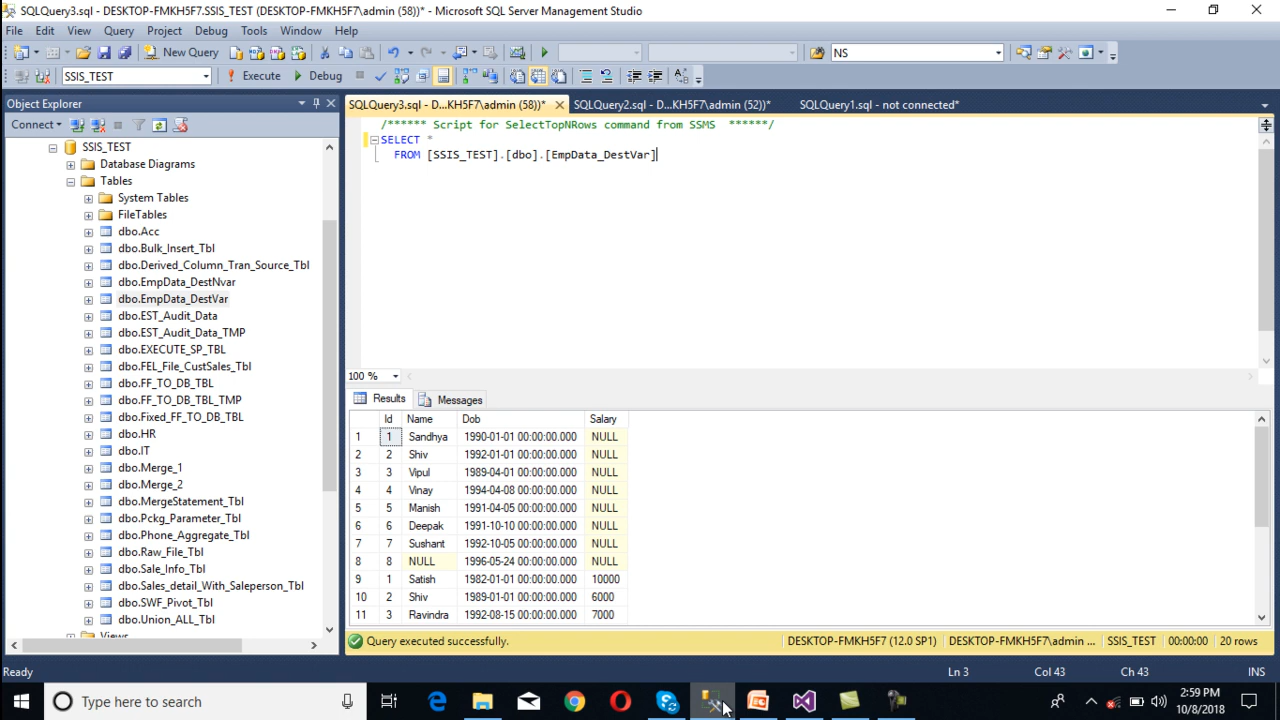 SQLQuery3.sql - DESKTOP-FMKH5F7.SSIS_TEST (DESKTOP-FMKH5F7\admin (58))* - Microsoft SQL Server Management Studio
File Edit View Query Project Debug Tools Window Help
New Query NS
SSIS_TEST Execute Debug
Object Explorer
Connect
SSIS_TEST
Database Diagrams
Tables
System Tables
FileTables
dbo.Acc
dbo.Bulk_Insert_Tbl
dbo.Derived_Column_Tran_Source_Tbl
dbo.EmpData_DestNvar
dbo.EmpData_DestVar
dbo.EST_Audit_Data
dbo.EST_Audit_Data_TMP
dbo.EXECUTE_SP_TBL
dbo.FEL_File_CustSales_Tbl
dbo.FF_TO_DB_TBL
dbo.FF_TO_DB_TBL_TMP
dbo.Fixed_FF_TO_DB_TBL
dbo.HR
dbo.IT
dbo.Merge_1
dbo.Merge_2
dbo.MergeStatement_Tbl
dbo.Pckg_Parameter_Tbl
dbo.Phone_Aggregate_Tbl
dbo.Raw_File_Tbl
dbo.Sale_Info_Tbl
dbo.Sales_detail_With_Saleperson_Tbl
dbo.SWF_Pivot_Tbl
dbo.Union_ALL_Tbl
Views
SQLQuery3.sql - D...KH5F7\admin (58))* SQLQuery2.sql - D...KH5F7\admin (52))* SQLQuery1.sql - not connected*
/****** Script for SelectTopNRows command from SSMS  ******/
SELECT *
FROM [SSIS_TEST].[dbo].[EmpData_DestVar]
100 %
Results Messages
Id Name Dob Salary
1 1 Sandhya 1990-01-01 00:00:00.000 NULL
2 2 Shiv 1992-01-01 00:00:00.000 NULL
3 3 Vipul 1989-04-01 00:00:00.000 NULL
4 4 Vinay 1994-04-08 00:00:00.000 NULL
5 5 Manish 1991-04-05 00:00:00.000 NULL
6 6 Deepak 1991-10-10 00:00:00.000 NULL
7 7 Sushant 1992-10-05 00:00:00.000 NULL
8 8 NULL 1996-05-24 00:00:00.000 NULL
9 1 Satish 1982-01-01 00:00:00.000 10000
10 2 Shiv 1989-01-01 00:00:00.000 6000
11 3 Ravindra 1992-08-15 00:00:00.000 7000
Query executed successfully. DESKTOP-FMKH5F7 (12.0 SP1) DESKTOP-FMKH5F7\admin ... SSIS_TEST 00:00:00 20 rows
Ready Ln 3 Col 43 Ch 43 INS
Type here to search
2:59 PM
10/8/2018